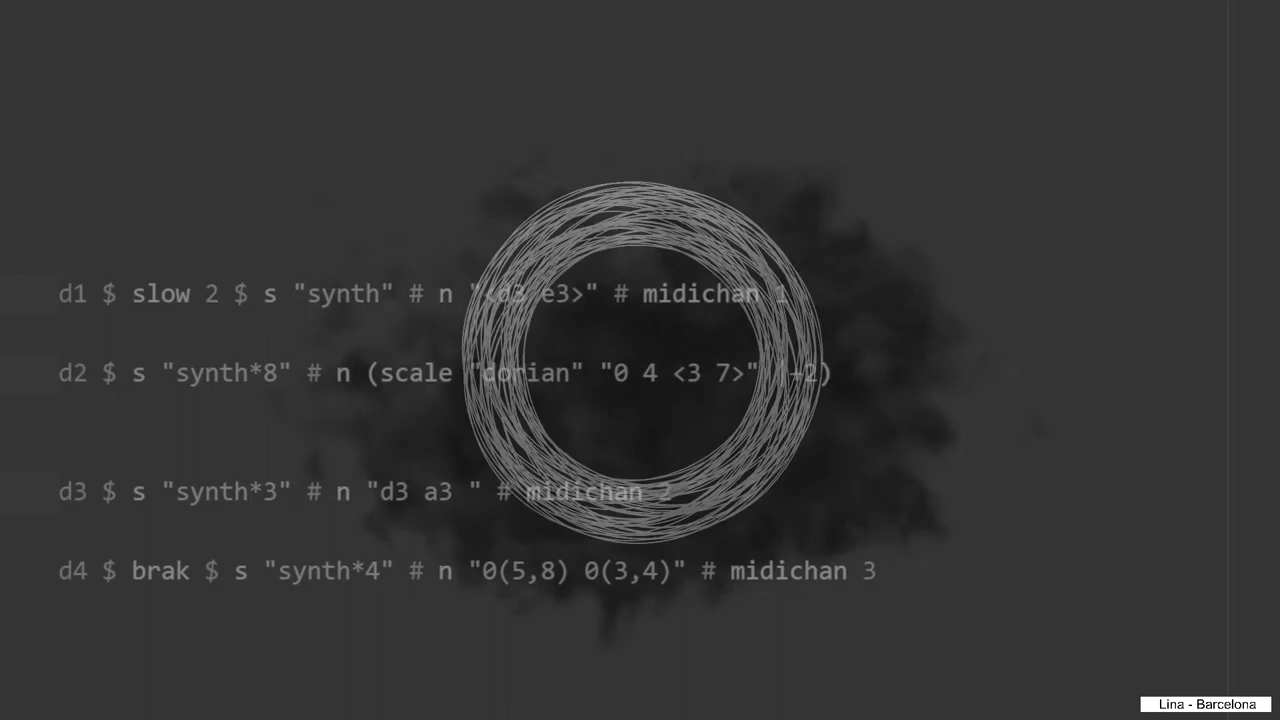 d1 $ slow 2 $ s "synth" # n "<d3 e3>" # midichan 1
d2 $ s "synth*8" # n (scale "dorian" "0 4 <3 7>" |+2)
d3 $ s "synth*3" # n "d3 a3 " # midichan 2
d4 $ brak $ s "synth*4" # n "0(5,8) 0(3,4)" # midichan 3
Lina - Barcelona